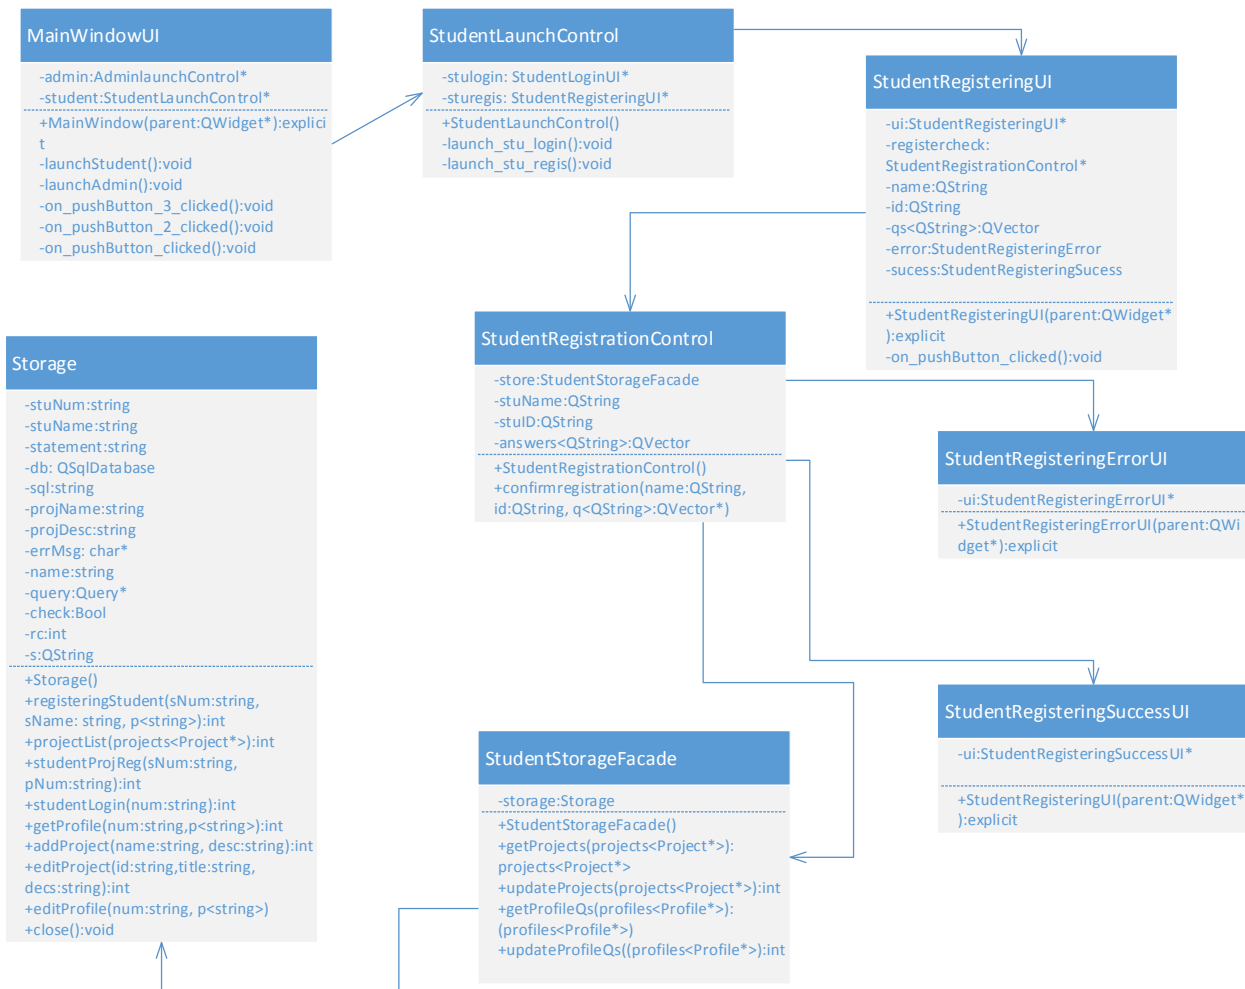 MainWindowUI
-admin:AdminlaunchControl*
-student:StudentLaunchControl*
+MainWindow(parent:QWidget*):explici
t
-launchStudent():void
-launchAdmin():void
-on_pushButton_3_clicked():void
-on_pushButton_2_clicked():void
-on_pushButton_clicked():void
StudentLaunchControl
-stulogin: StudentLoginUI*
-sturegis: StudentRegisteringUI*
+StudentLaunchControl()
-launch_stu_login():void
-launch_stu_regis():void
StudentRegisteringUI
-ui:StudentRegisteringUI*
-registercheck:
StudentRegistrationControl*
-name:QString
-id:QString
-qs<QString>:QVector
-error:StudentRegisteringError
-sucess:StudentRegisteringSucess
+StudentRegisteringUI(parent:QWidget*
):explicit
-on_pushButton_clicked():void
Storage
-stuNum:string
-stuName:string
-statement:string
-db: QSqlDatabase
-sql:string
-projName:string
-projDesc:string
-errMsg: char*
-name:string
-query:Query*
-check:Bool
-rc:int
-s:QString
+Storage()
+registeringStudent(sNum:string,
sName: string, p<string>):int
+projectList(projects<Project*>):int
+studentProjReg(sNum:string,
pNum:string):int
+studentLogin(num:string):int
+getProfile(num:string,p<string>):int
+addProject(name:string, desc:string):int
+editProject(id:string,title:string,
decs:string):int
+editProfile(num:string, p<string>)
+close():void
StudentRegistrationControl
-store:StudentStorageFacade
-stuName:QString
-stuID:QString
-answers<QString>:QVector
+StudentRegistrationControl()
+confirmregistration(name:QString,
id:QString, q<QString>:QVector*)
StudentRegisteringErrorUI
-ui:StudentRegisteringErrorUI*
+StudentRegisteringErrorUI(parent:QWi
dget*):explicit
StudentRegisteringSuccessUI
-ui:StudentRegisteringSuccessUI*
+StudentRegisteringUI(parent:QWidget*
):explicit
StudentStorageFacade
-storage:Storage
+StudentStorageFacade()
+getProjects(projects<Project*>):
projects<Project*>
+updateProjects(projects<Project*>):int
+getProfileQs(profiles<Profile*>):
(profiles<Profile*>)
+updateProfileQs((profiles<Profile*>):int